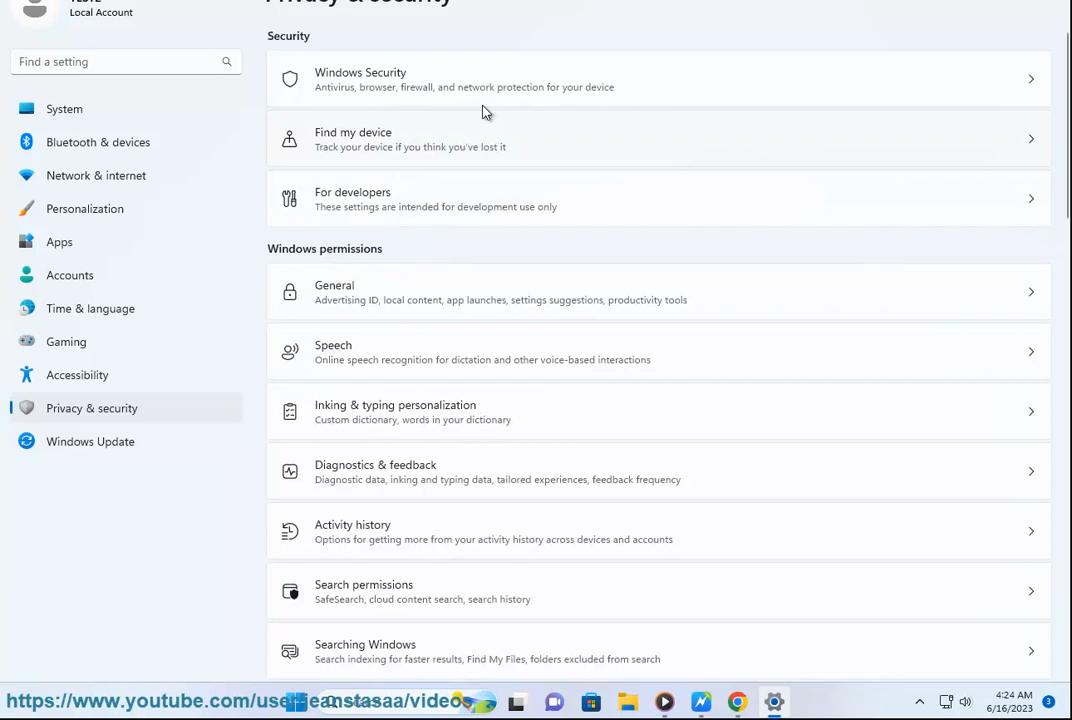 Local Account
Privacy & security
Find a setting
System
Bluetooth & devices
Network & internet
Personalization
Apps
Accounts
Time & language
Gaming
Accessibility
Privacy & security
Windows Update
Security
Windows Security
Antivirus, browser, firewall, and network protection for your device
Find my device
Track your device if you think you've lost it
For developers
These settings are intended for development use only
Windows permissions
General
Advertising ID, local content, app launches, settings suggestions, productivity tools
Speech
Online speech recognition for dictation and other voice-based interactions
Inking & typing personalization
Custom dictionary, words in your dictionary
Diagnostics & feedback
Diagnostic data, inking and typing data, tailored experiences, feedback frequency
Activity history
Options for getting more from your activity history across devices and accounts
Search permissions
SafeSearch, cloud content search, search history
Searching Windows
Search indexing for faster results, Find My Files, folders excluded from search
4:24 AM
6/16/2023
3